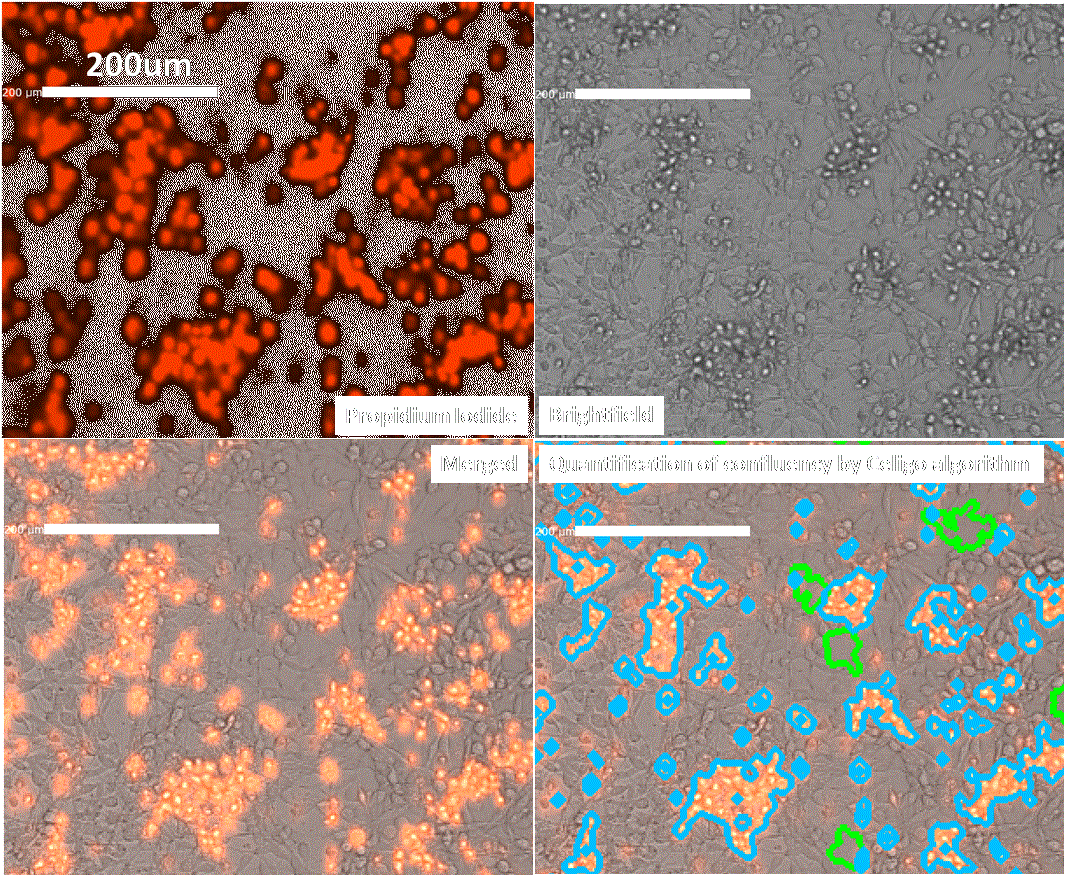 200um
200 µm
200 µm
Propidium Iodide
Brightfield
Merged
Quantification of confluency by Celigo algorithm
200 µm
200 µm